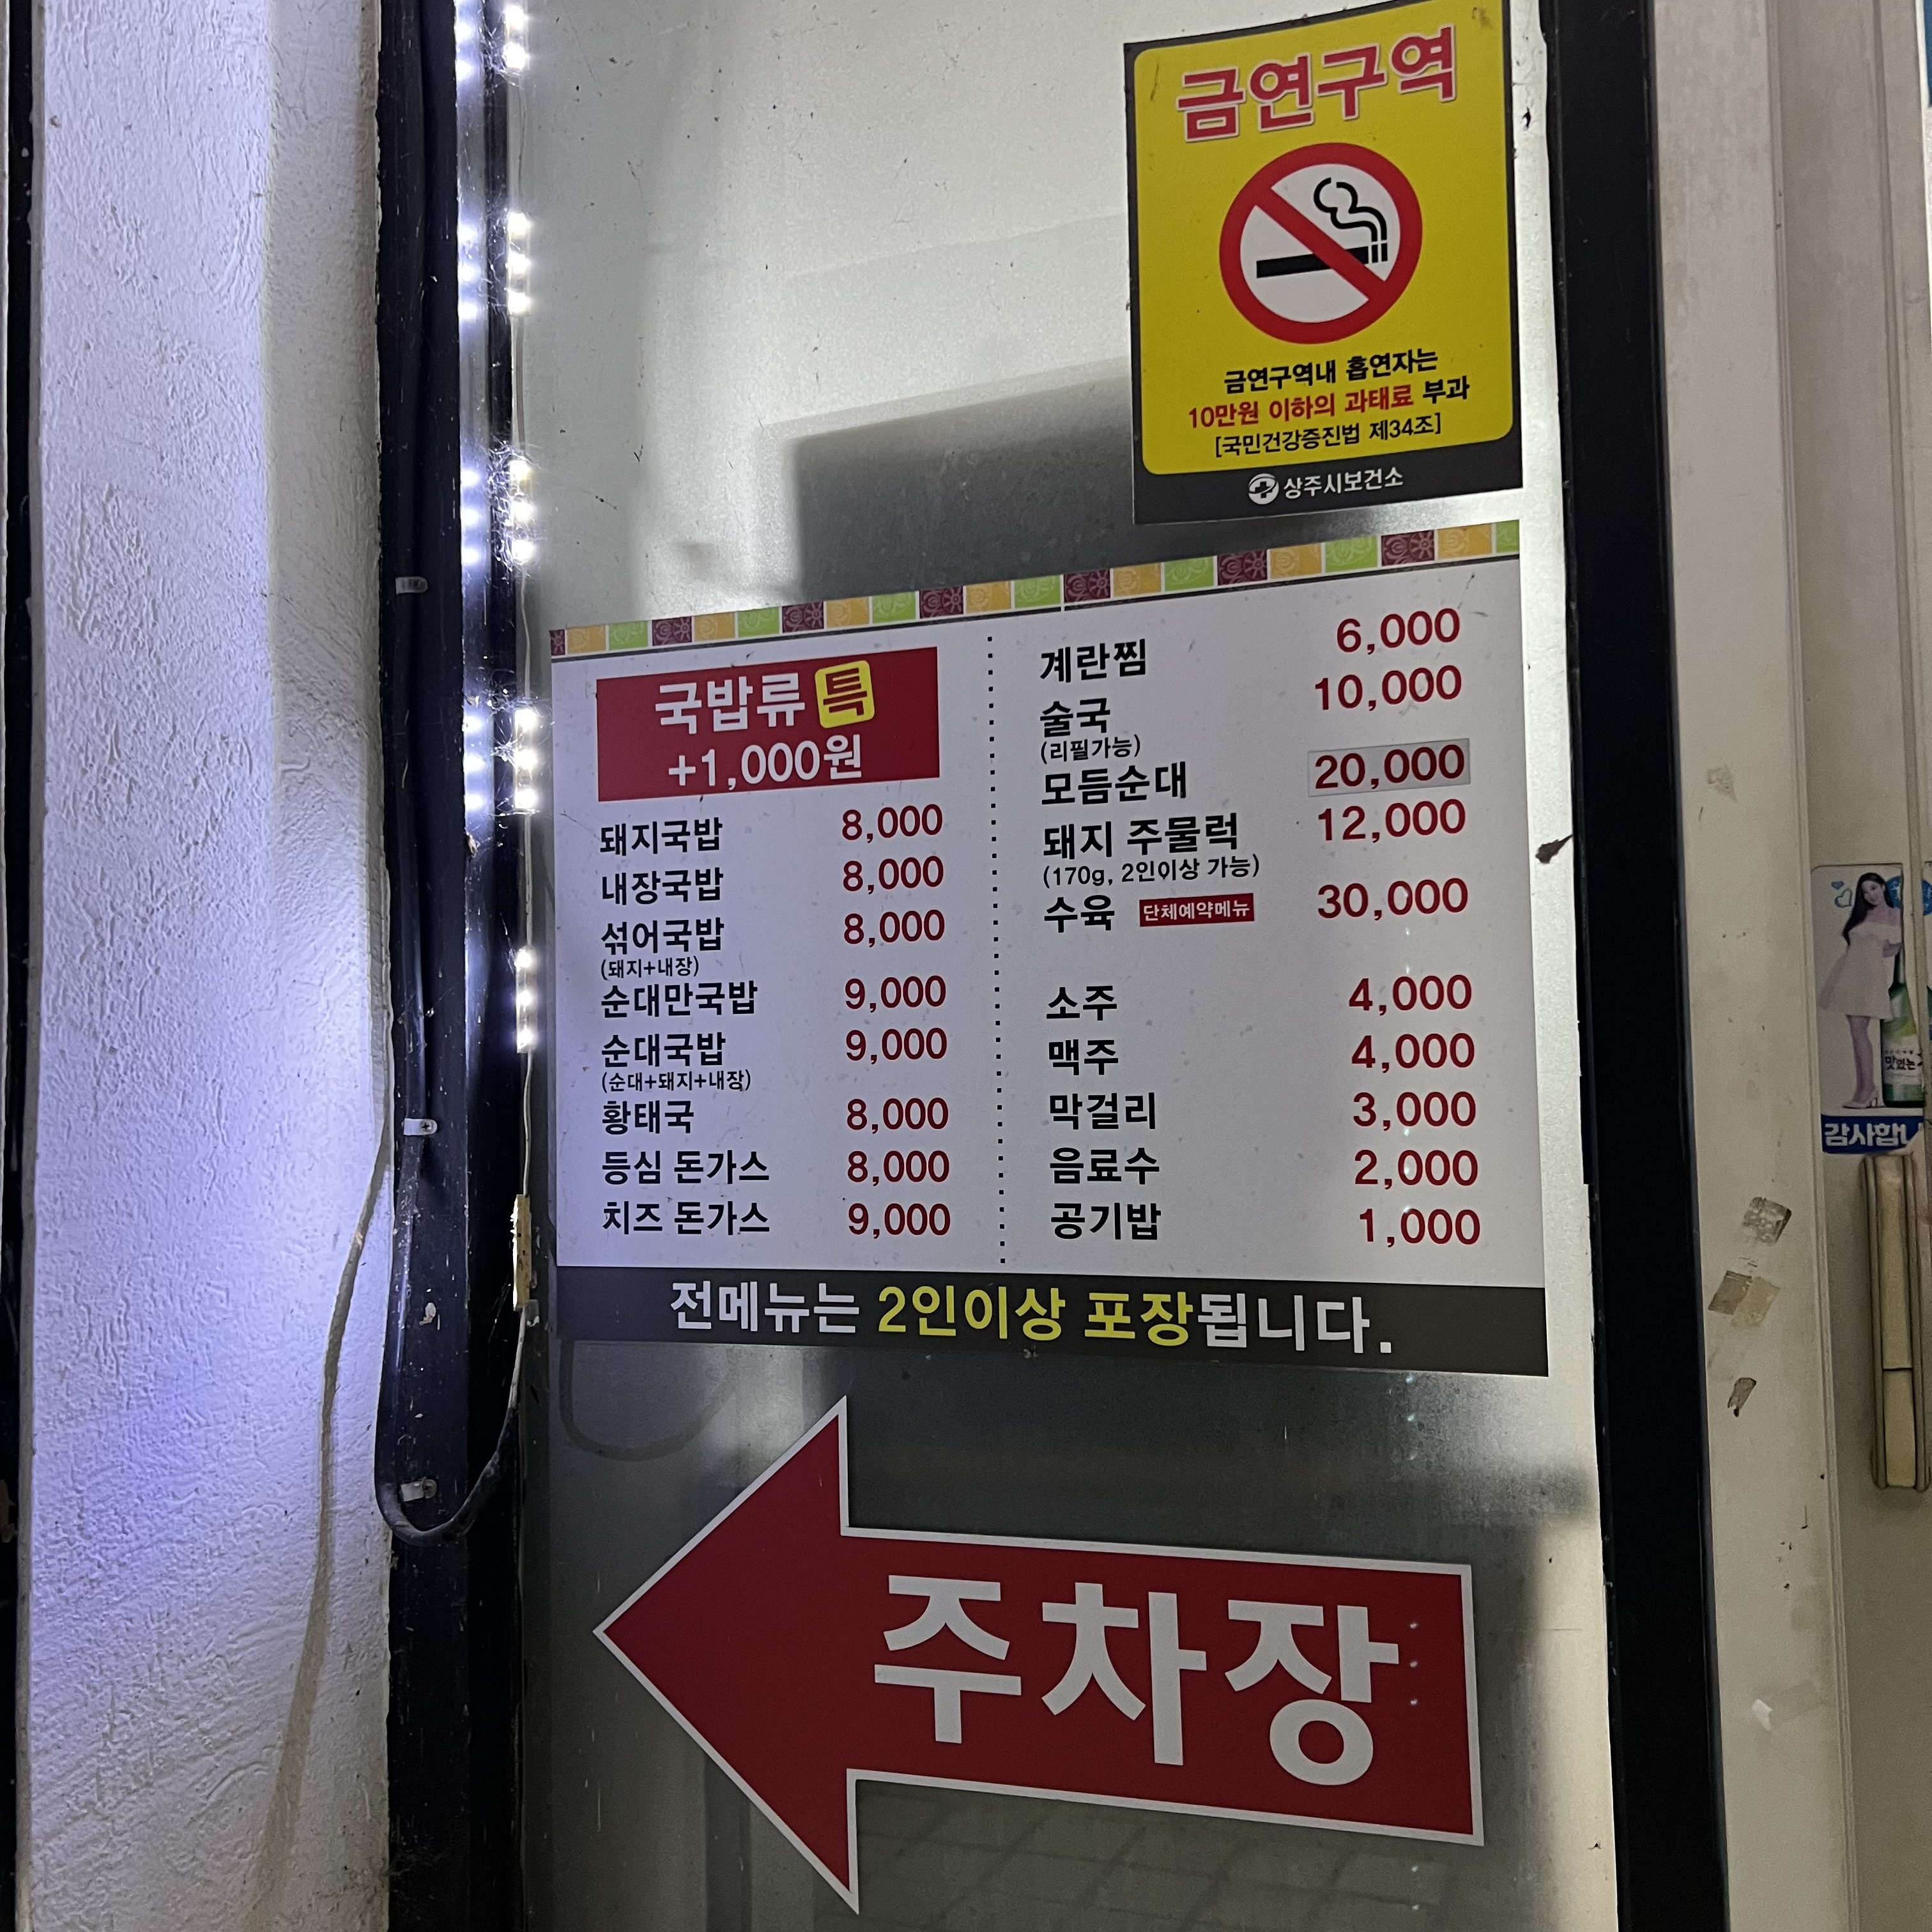 금연구역
금연구역내 흡연자는
10만원 이하의 과태료 부과
[국민건강증진법 제34조]
상주시보건소
국밥류 특
+1,000원
돼지국밥 8,000
내장국밥 8,000
섞어국밥 8,000
(돼지+내장)
순대만국밥 9,000
순대국밥 9,000
(순대+돼지+내장)
황태국 8,000
등심 돈가스 8,000
치즈 돈가스 9,000
계란찜 6,000
술국 10,000
(리필가능)
모듬순대 20,000
돼지 주물럭 12,000
(170g, 2인이상 가능)
수육 단체예약메뉴 30,000
소주 4,000
맥주 4,000
막걸리 3,000
음료수 2,000
공기밥 1,000
전메뉴는 2인이상 포장됩니다.
주차장
맛있는
감사합니